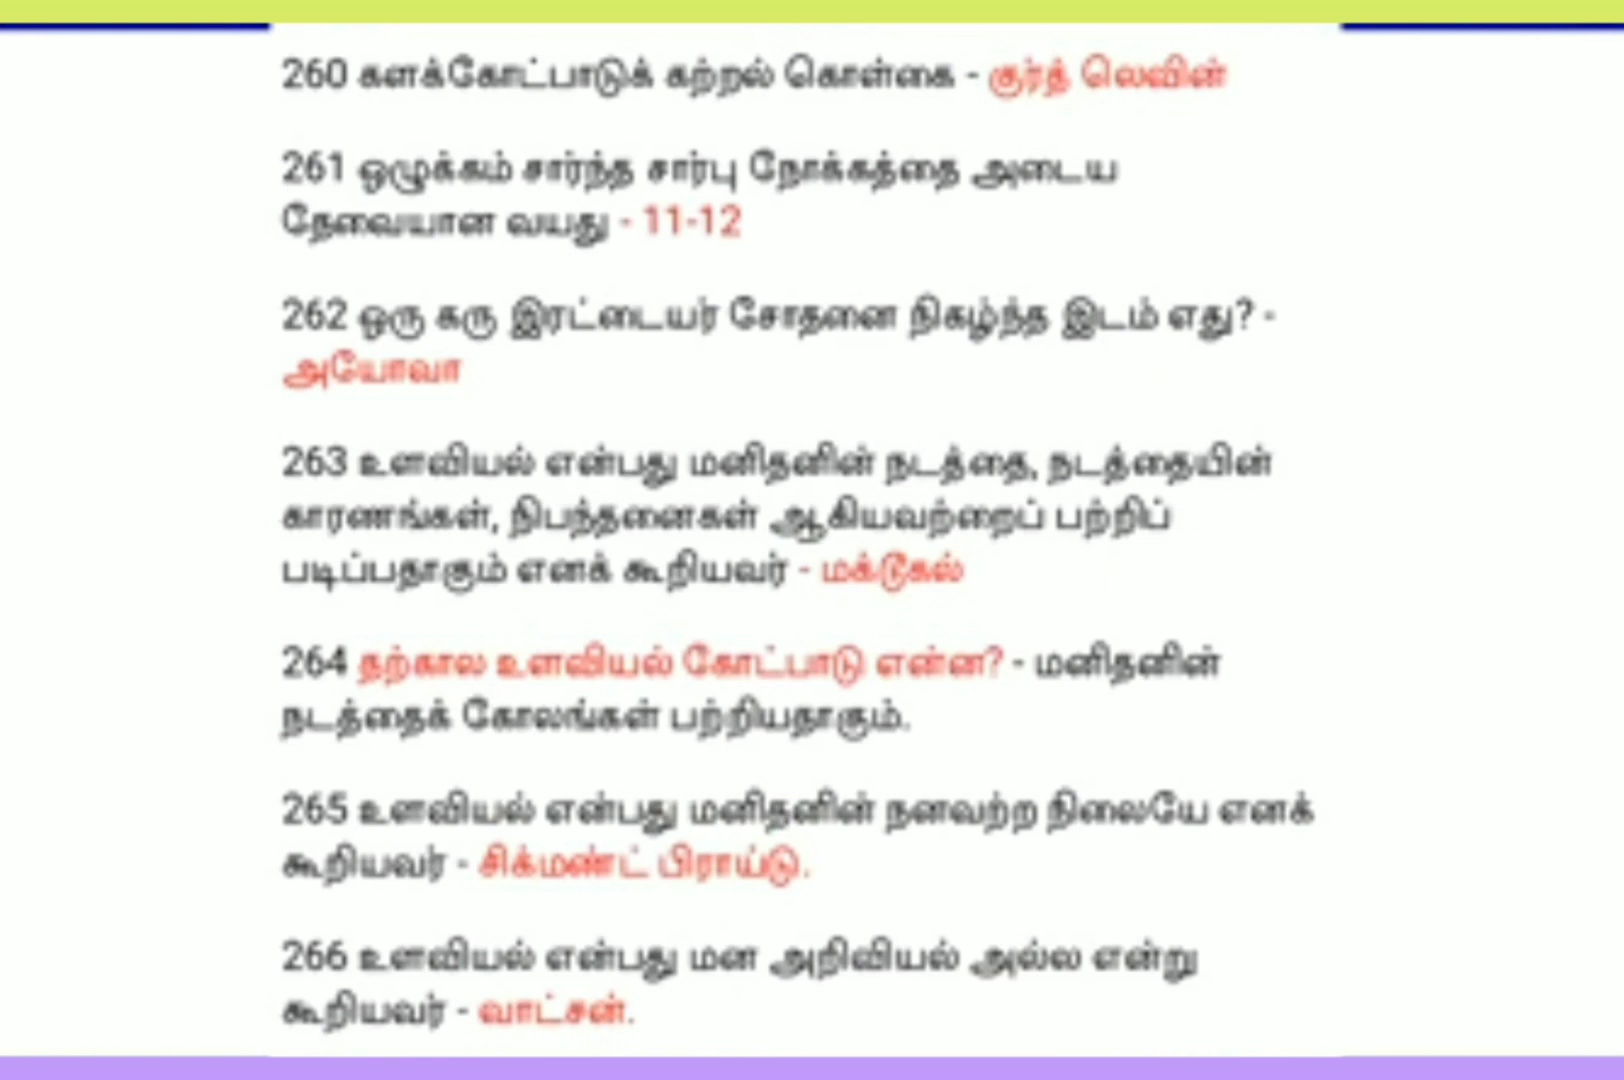 260 களக்கோட்பாடுக் கற்றல் கொள்கை - குர்த் லெவின்
261 ஒழுக்கம் சார்ந்த சார்பு நோக்கத்தை அடைய
தேவையான வயது - 11-12
262 ஒரு கரு இரட்டையர் சோதனை நிகழ்ந்த இடம் எது? -
அயோவா
263 உளவியல் என்பது மனிதனின் நடத்தை, நடத்தையின்
காரணங்கள், நிபந்தனைகள் ஆகியவற்றைப் பற்றிப்
படிப்பதாகும் எனக் கூறியவர் - மக்டூகல்
264 தற்கால உளவியல் கோட்பாடு என்ன? - மனிதனின்
நடத்தைக் கோலங்கள் பற்றியதாகும்.
265 உளவியல் என்பது மனிதனின் நனவற்ற நிலையே எனக்
கூறியவர் - சிக்மண்ட் பிராய்டு.
266 உளவியல் என்பது மன அறிவியல் அல்ல என்று
கூறியவர் - வாட்சன்.